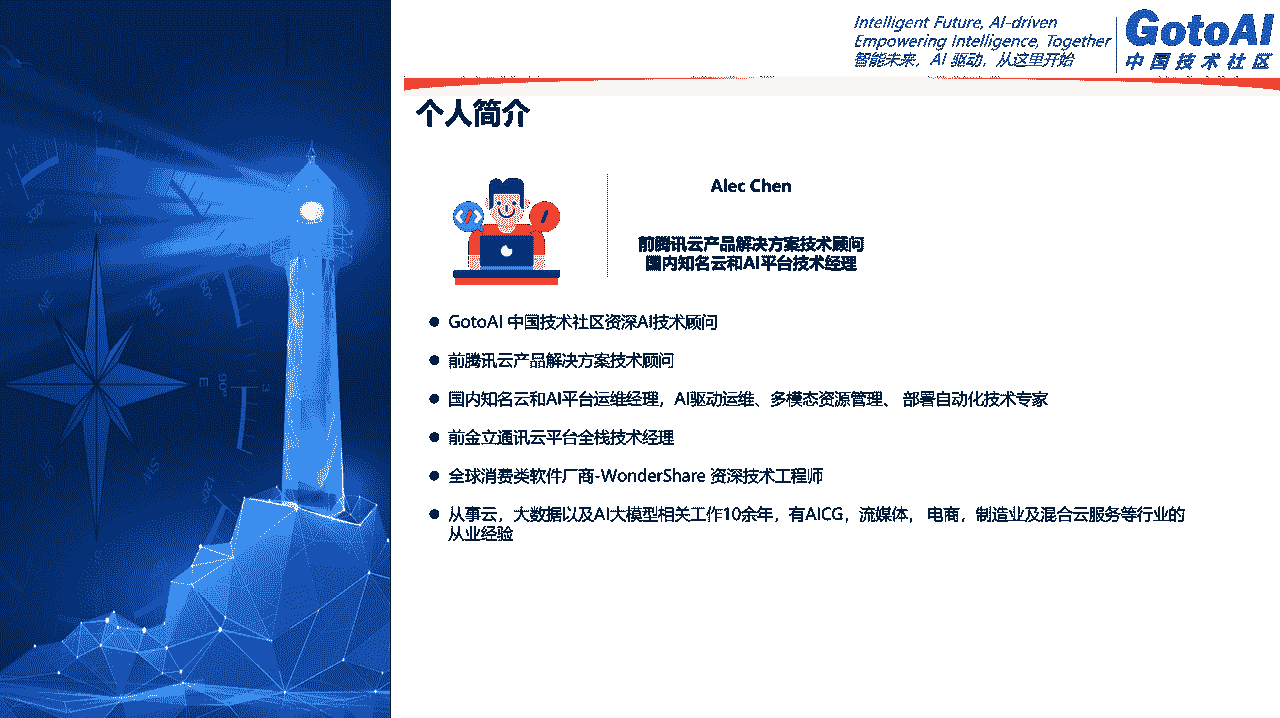 Intelligent Future, AI-driven
Empowering Intelligence, Together
智能未来，AI 驱动，从这里开始
GotoAI
中国技术社区
个人简介
Alec Chen
前腾讯云产品解决方案技术顾问
国内知名云和AI平台技术经理
GotoAI 中国技术社区资深AI技术顾问
前腾讯云产品解决方案技术顾问
国内知名云和AI平台运维经理，AI驱动运维、多模态资源管理、 部署自动化技术专家
前金立通讯云平台全栈技术经理
全球消费类软件厂商-WonderShare 资深技术工程师
从事云，大数据以及AI大模型相关工作10余年，有AICG，流媒体， 电商，制造业及混合云服务等行业的
从业经验
12
11
330°
N
NE
NW
60°
E
90°
3
120°